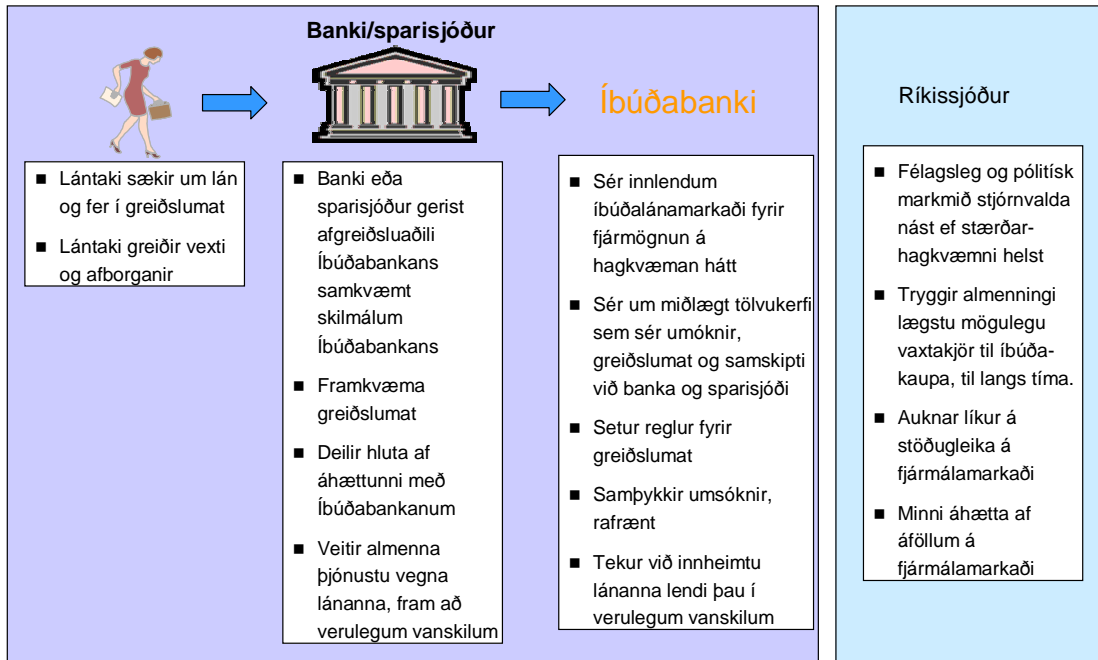 Banki/sparisjóður
Íbúðabanki
Ríkissjóður
Lántaki sækir um lán
og fer í greiðslumat
Lántaki greiðir vexti
og afborganir
Banki eða
sparisjóður gerist
afgreiðsluaðili
Íbúðabankans
samkvæmt
skilmálum
Íbúðabankans
Framkvæma
greiðslumat
Deilir hluta af
áhættunni með
Íbúðabankanum
Veitir almenna
þjónustu vegna
lánanna, fram að
verulegum vanskilum
Sér innlendum
íbúðalánamarkaði fyrir
fjármögnun á
hagkvæman hátt
Sér um miðlægt tölvukerfi
sem sér umóknir,
greiðslumat og samskipti
við banka og sparisjóði
Setur reglur fyrir
greiðslumat
Samþykkir umsóknir,
rafrænt
Tekur við innheimtu
lánanna lendi þau í
verulegum vanskilum
Félagsleg og pólitísk
markmið stjórnvalda
nást ef stærðar-
hagkvæmni helst
Tryggir almenningi
lægstu mögulegu
vaxtakjör til íbúða-
kaupa, til langs tíma.
Auknar líkur á
stöðugleika á
fjármálamarkaði
Minni áhætta af
áföllum á
fjármálamarkaði